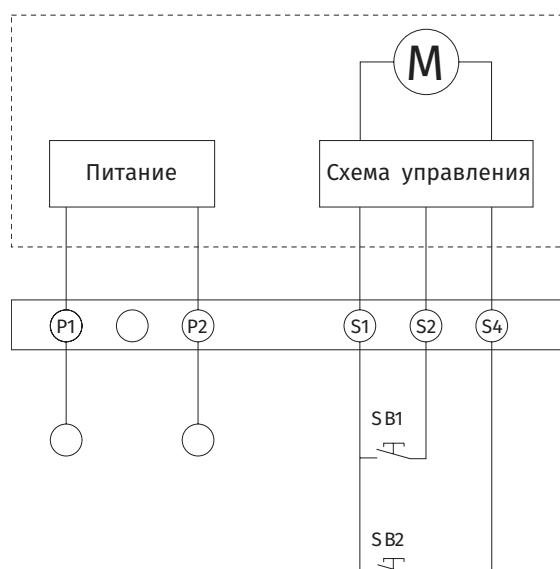 M
Питание
Схема управления
P1
P2
S1
S2
S4
SB1
SB2